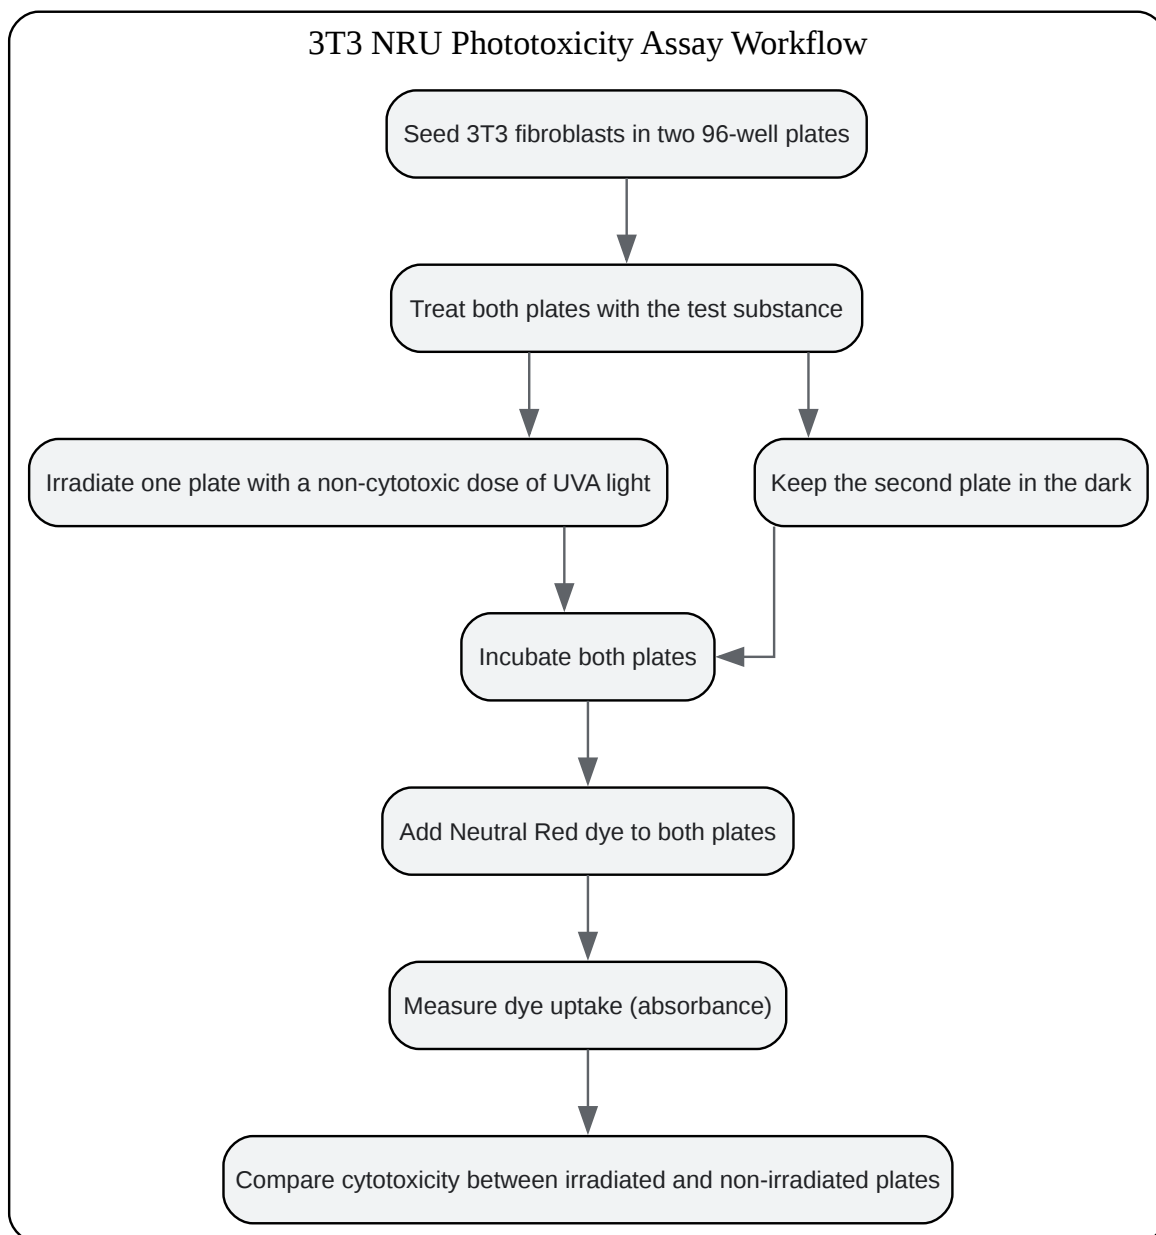 3T3 NRU Phototoxicity Assay Workflow
Seed 3T3 fibroblasts in two 96-well plates
Treat both plates with the test substance
Irradiate one plate with a non-cytotoxic dose of UVA light
Keep the second plate in the dark
Incubate both plates
Add Neutral Red dye to both plates
Measure dye uptake (absorbance)
Compare cytotoxicity between irradiated and non-irradiated plates